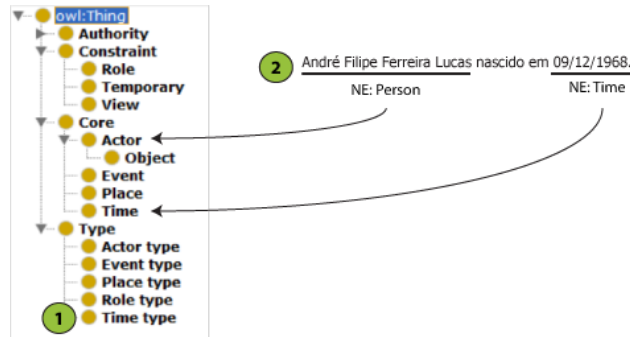 owl:Thing
Authority
Constraint
Role
Temporary
View
Core
Actor
Object
Event
Place
Time
Type
Actor type
Event type
Place type
Role type
Time type
1
2 André Filipe Ferreira Lucas nascido em 09/12/1968.
NE: Person NE: Time